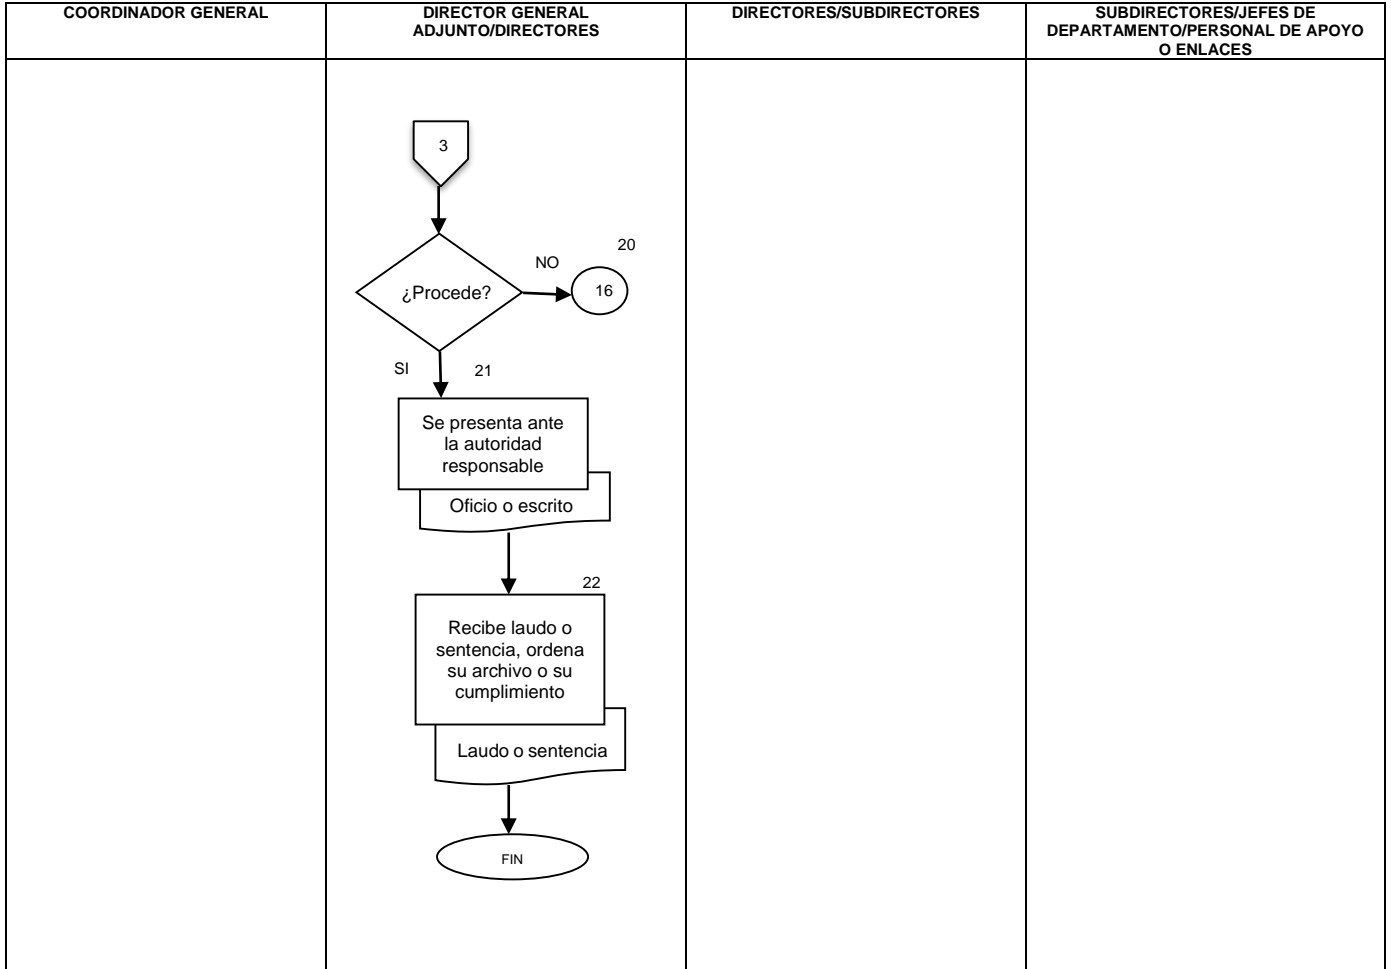 COORDINADOR GENERAL
DIRECTOR GENERAL
ADJUNTO/DIRECTORES
DIRECTORES/SUBDIRECTORES
SUBDIRECTORES/JEFES DE
DEPARTAMENTO/PERSONAL DE APOYO
O ENLACES
3
20
NO
¿Procede?
16
SI
21
Se presenta ante
la autoridad
responsable
Oficio o escrito
22
Recibe laudo o
sentencia, ordena
su archivo o su
cumplimiento
Laudo o sentencia
FIN